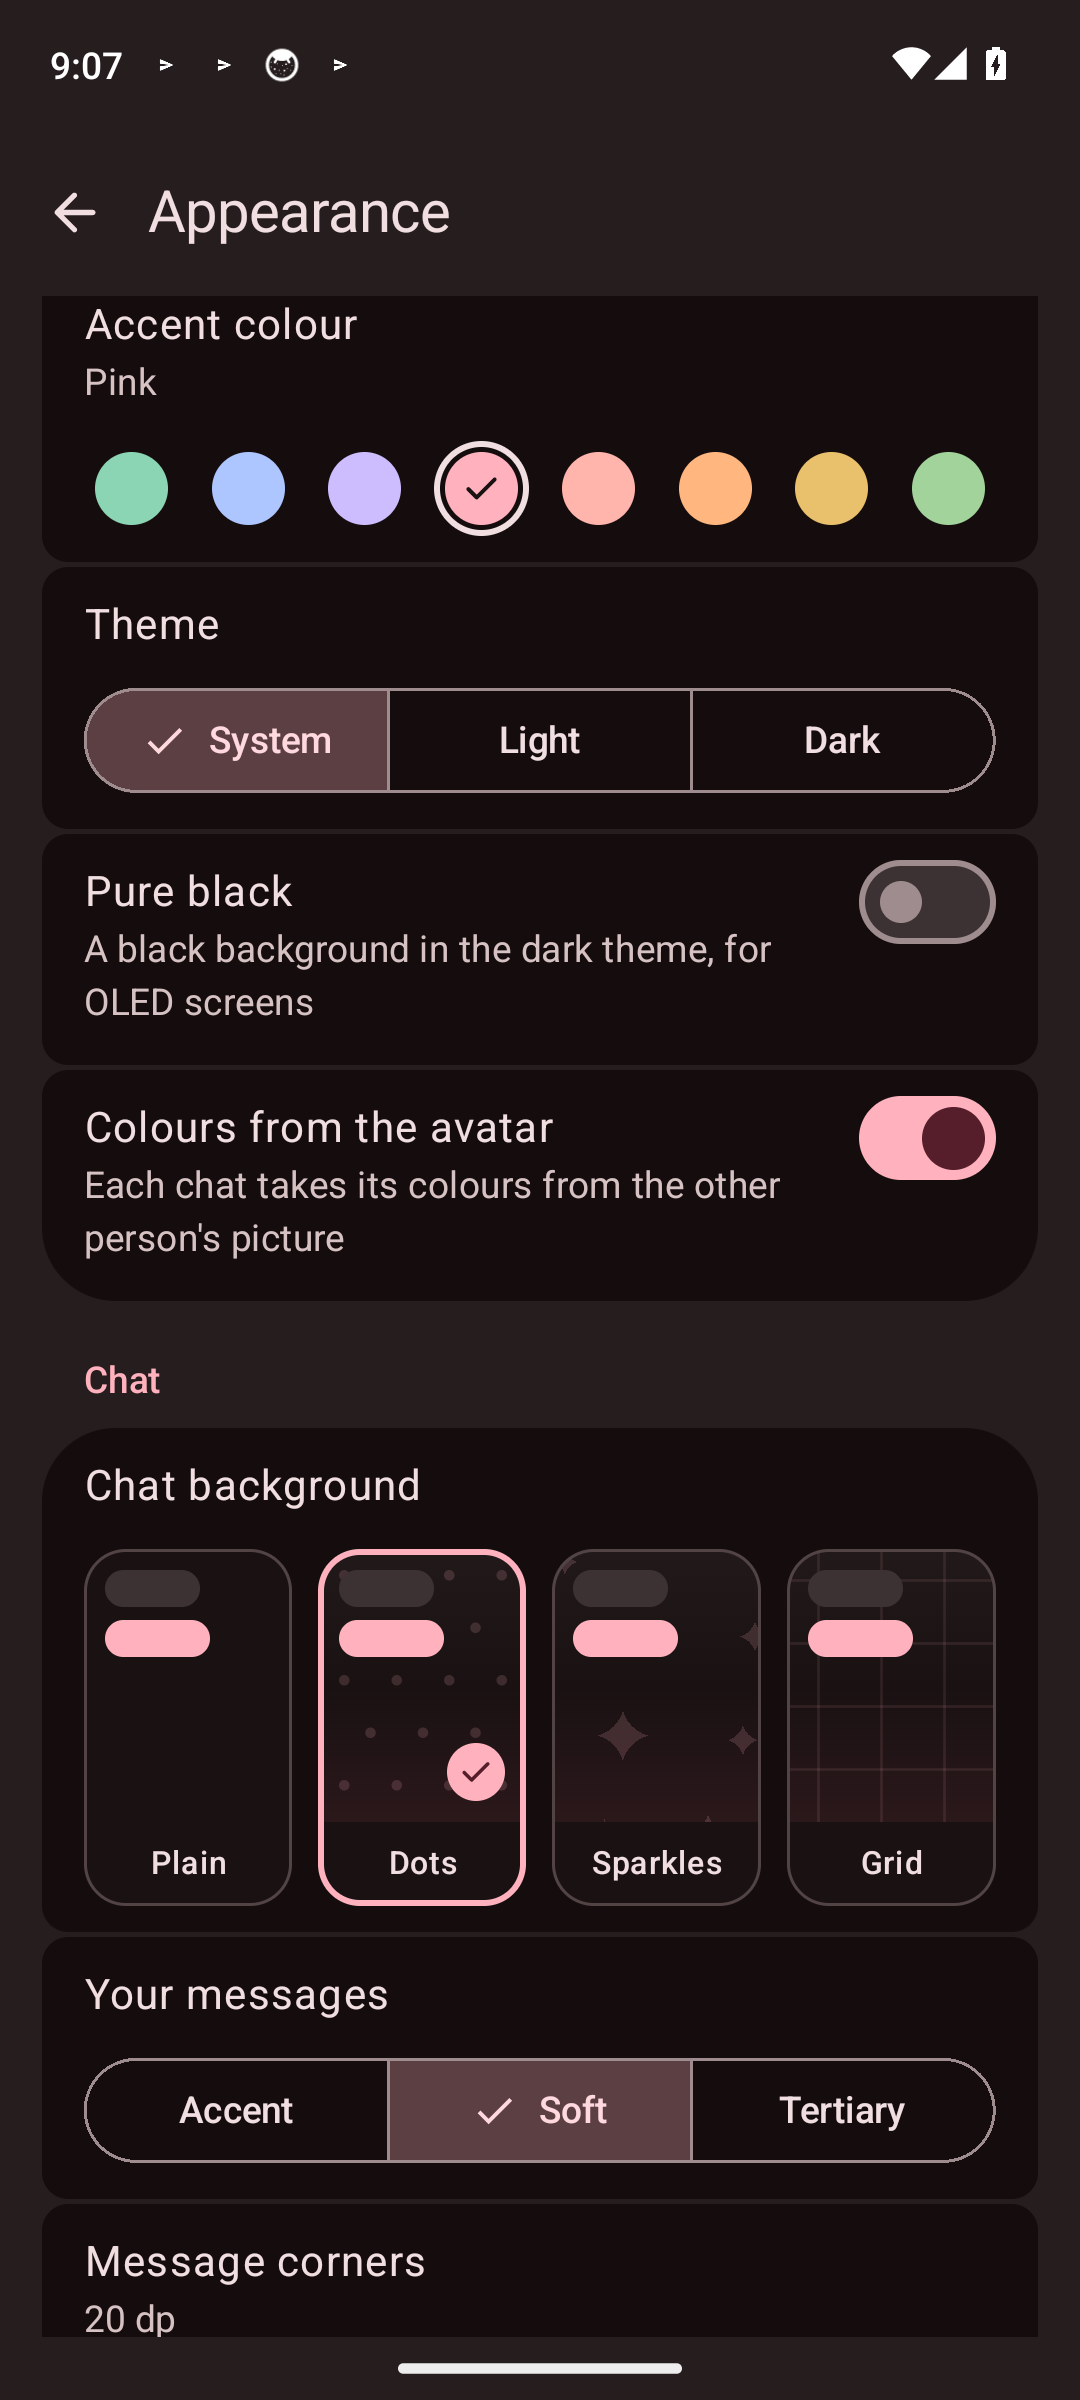 9:07
Appearance
Accent colour
Pink
Theme
System
Light
Dark
Pure black
A black background in the dark theme, for
OLED screens
Colours from the avatar
Each chat takes its colours from the other
person's picture
Chat
Chat background
Plain
Dots
Sparkles
Grid
Your messages
Accent
Soft
Tertiary
Message corners
20 dp